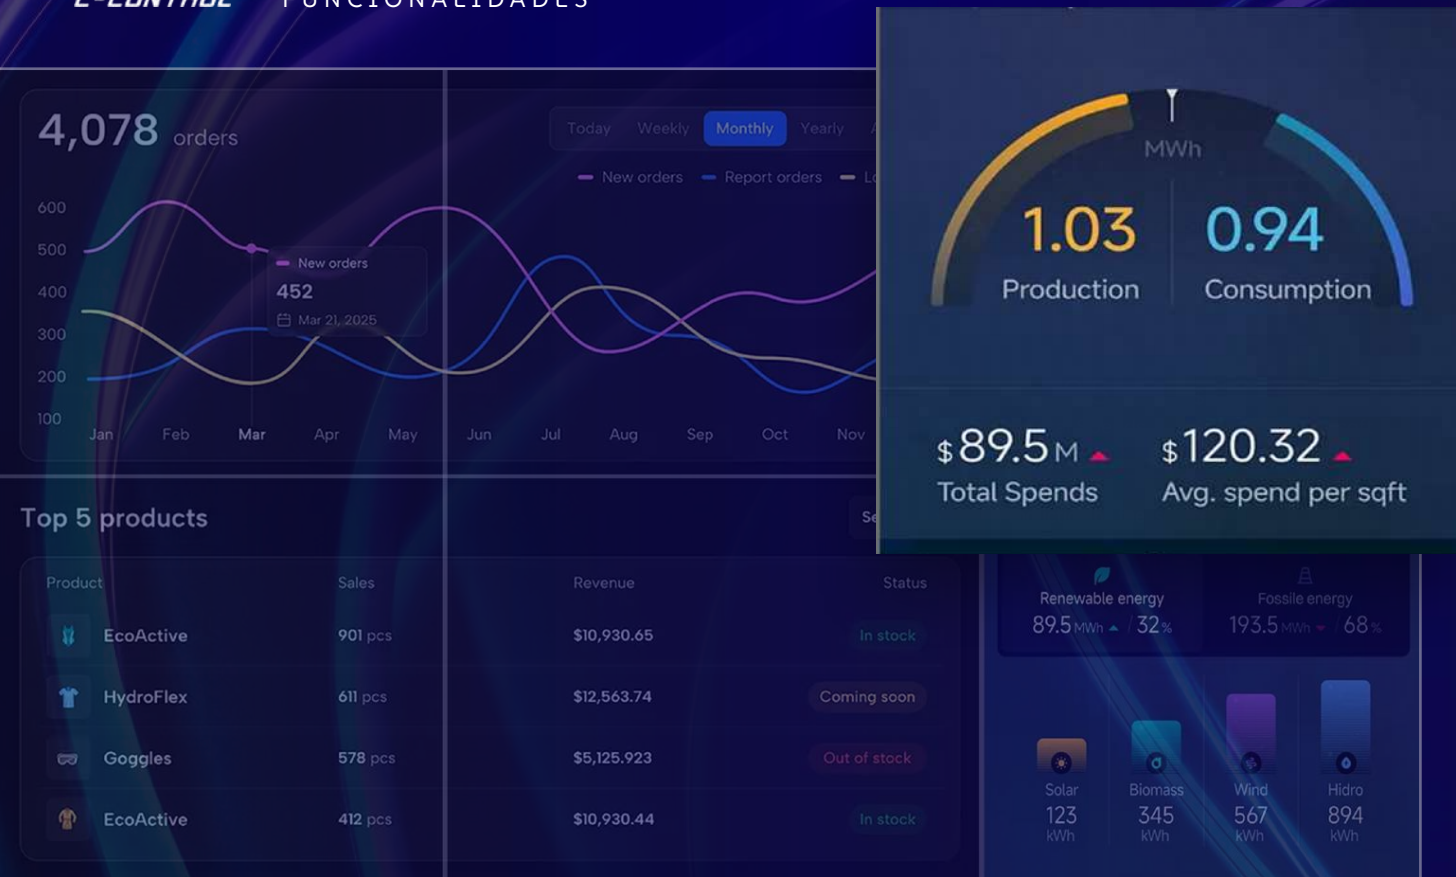 E-CONTROL FUNCIONALIDADES
4,078 orders
Today Weekly Monthly Yearly
New orders Report orders
600
500
400
300
200
100
New orders
452
Mar 21, 2025
Jan Feb Mar Apr May Jun Jul Aug Sep Oct Nov
MWh
1.03 0.94
Production Consumption
$89.5 M $120.32
Total Spends Avg. spend per sqft
Top 5 products
Product Sales Revenue Status
EcoActive 901 pcs $10,930.65 In stock
HydroFlex 611 pcs $12,563.74 Coming soon
Goggles 578 pcs $5,125.923 Out of stock
EcoActive 412 pcs $10,930.44 In stock
Renewable energy Fossile energy
89.5 MWh / 32% 193.5 MWh / 68%
Solar Biomass Wind Hidro
123 345 567 894
kWh kWh kWh kWh